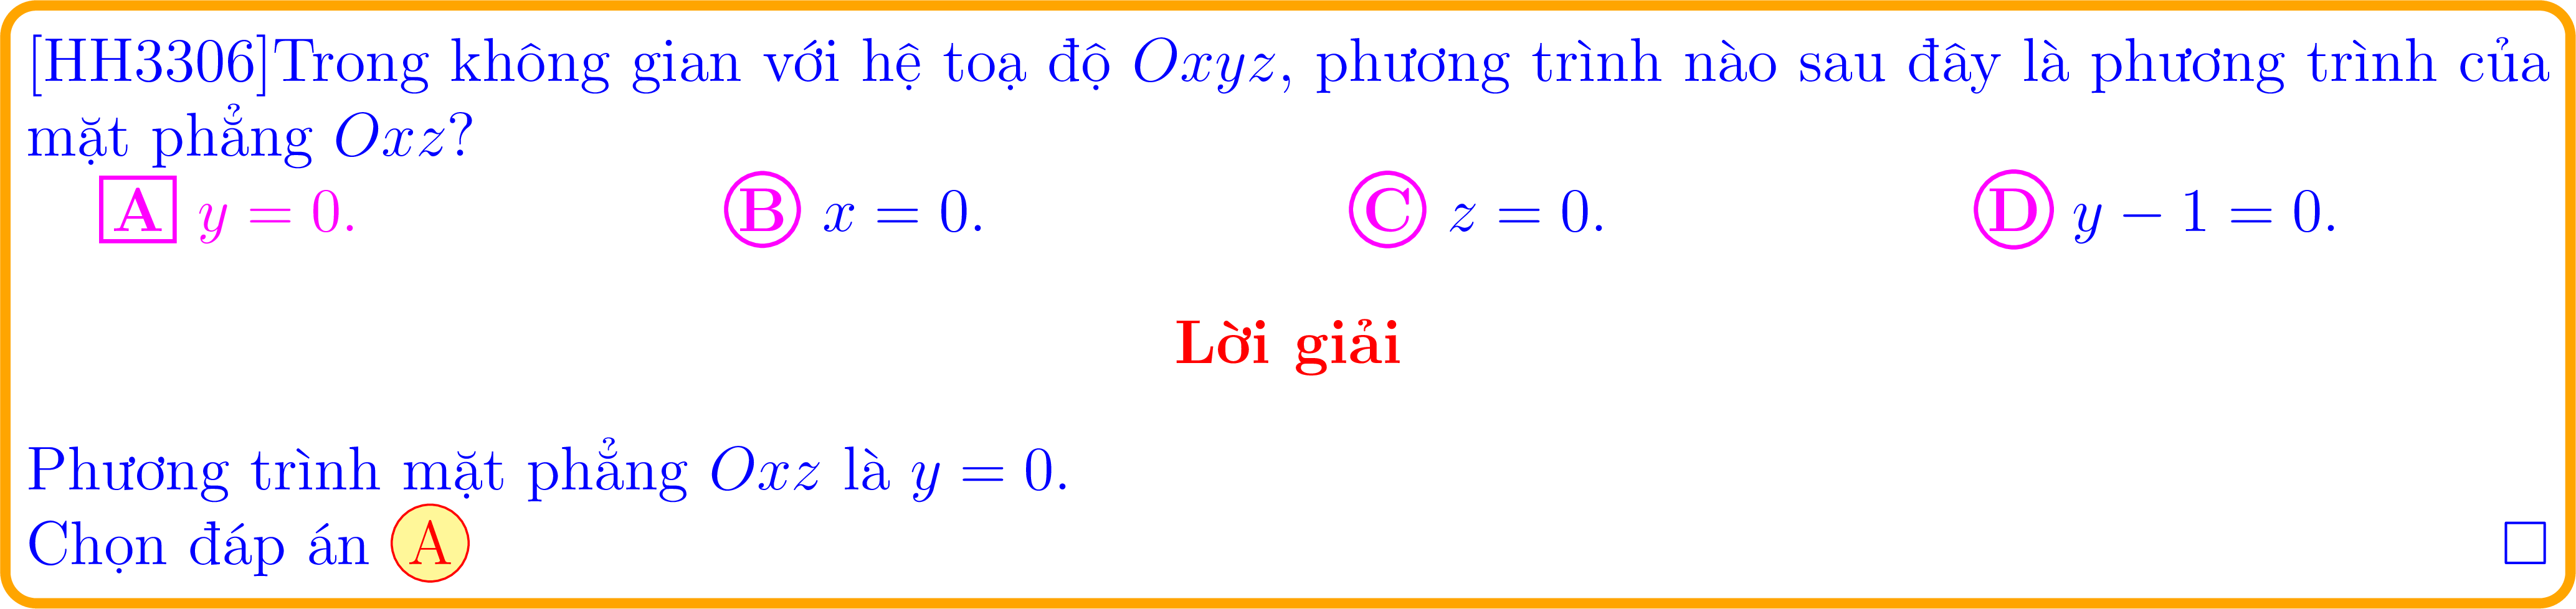 [HH3306]Trong không gian với hệ toạ độ Oxyz, phương trình nào sau đây là phương trình của
mặt phẳng Oxz?
A y = 0. B x = 0. C z = 0. D y − 1 = 0.
Lời giải
Phương trình mặt phẳng Oxz là y = 0.
Chọn đáp án A □